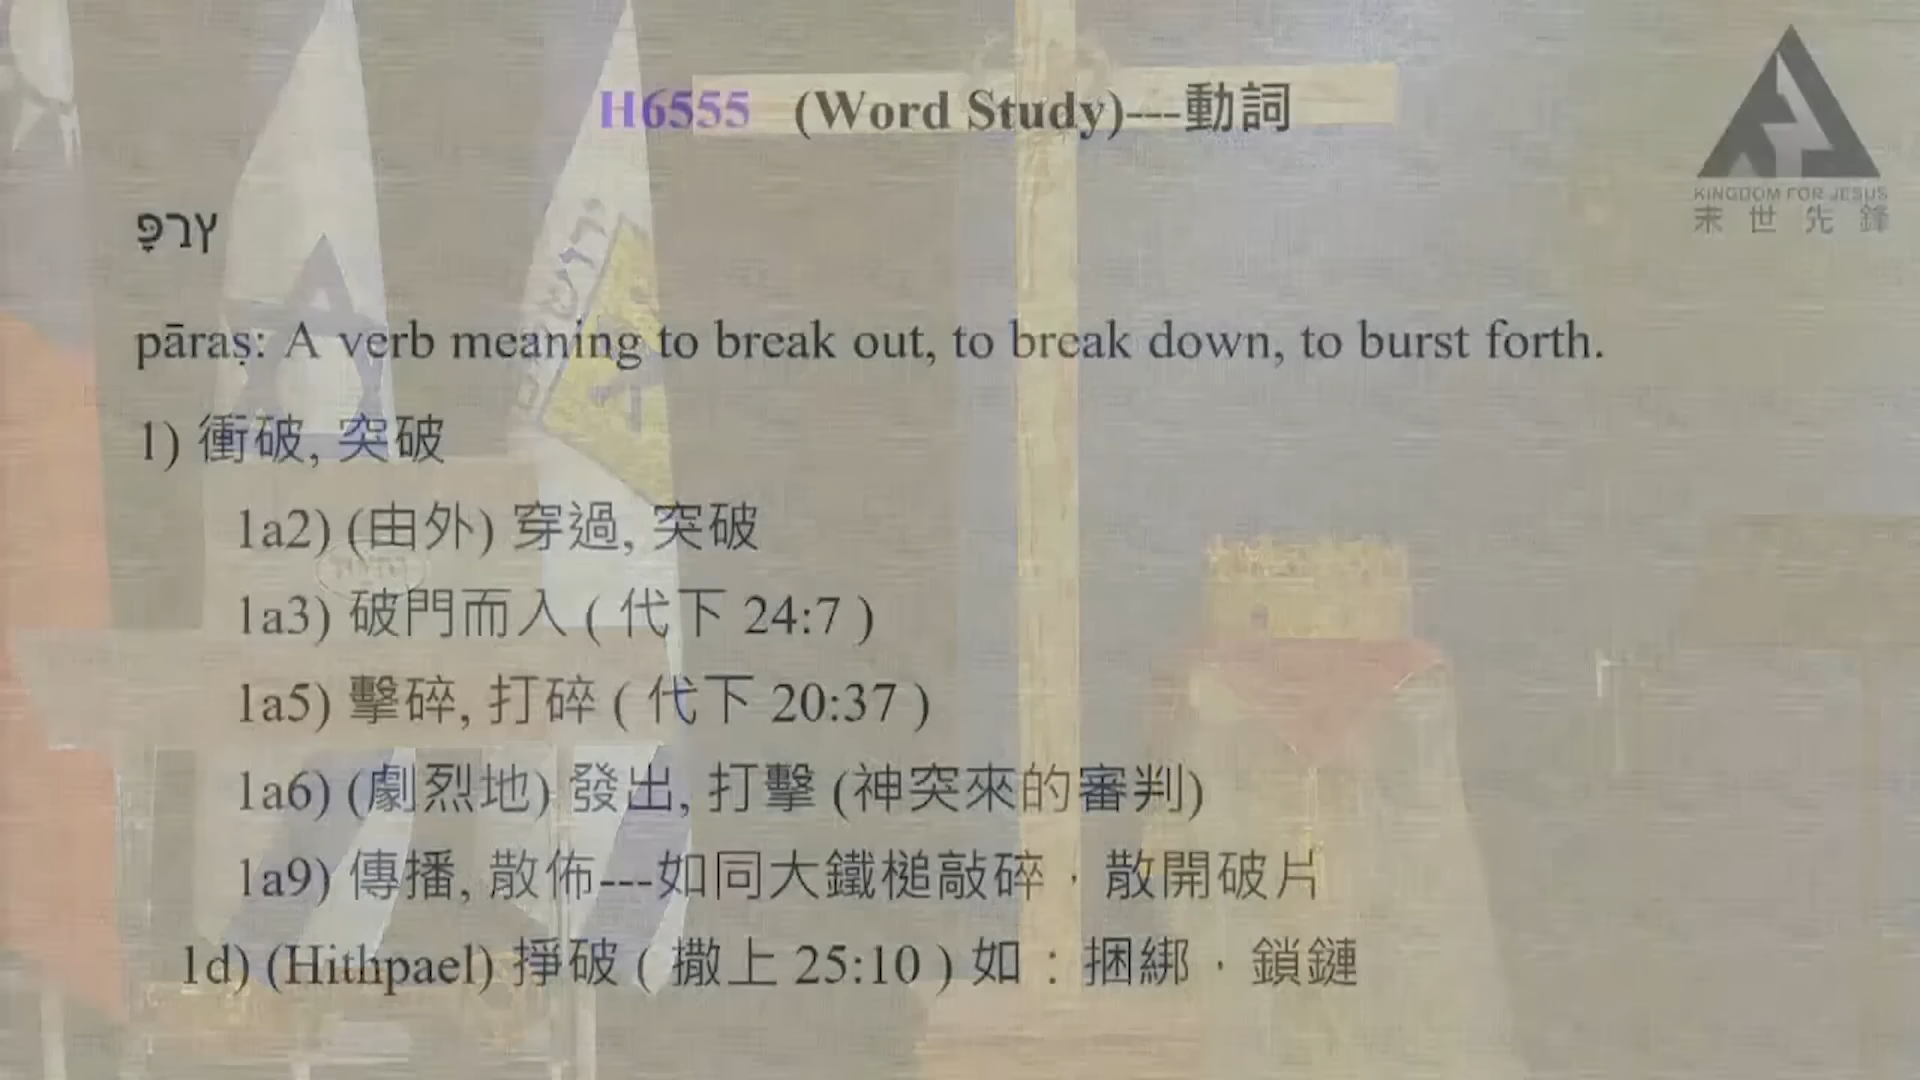 H6555 (Word Study)---動詞
KINGDOM FOR JESUS
末世先鋒
פָּרץ
pāraṣ: A verb meaning to break out, to break down, to burst forth.
1) 衝破, 突破
1a2) (由外) 穿過, 突破
1a3) 破門而入 ( 代下 24:7 )
1a5) 擊碎, 打碎 ( 代下 20:37 )
1a6) (劇烈地) 發出, 打擊 (神突來的審判)
1a9) 傳播, 散佈---如同大鐵槌敲碎，散開破片
1d) (Hithpael) 掙破 ( 撒上 25:10 ) 如：捆綁，鎖鏈